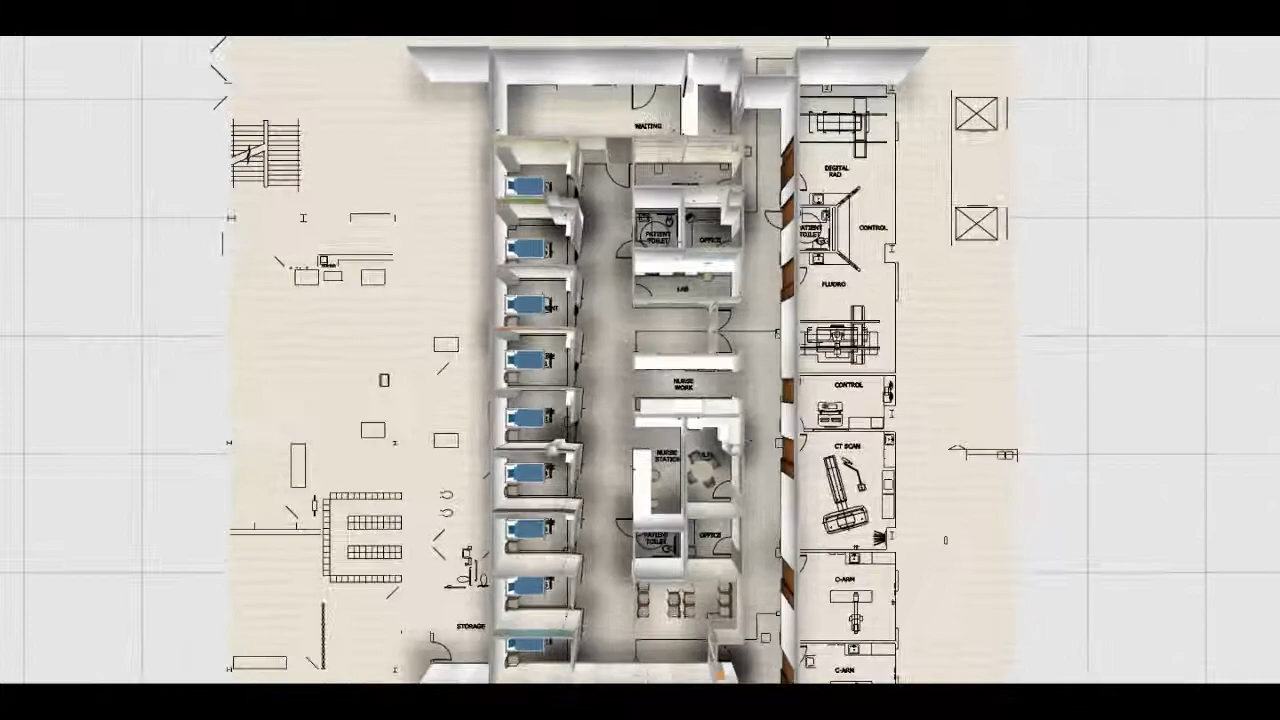 WAITING
DIGITAL
RAD
PATIENT
TOILET
OFFICE
PATIENT
TOILET
CONTROL
LAB
FLUORO
NURSE
WORK
CONTROL
NURSE
STATION
CT SCAN
PATIENT
TOILET
OFFICE
C-ARM
STORAGE
C-ARM